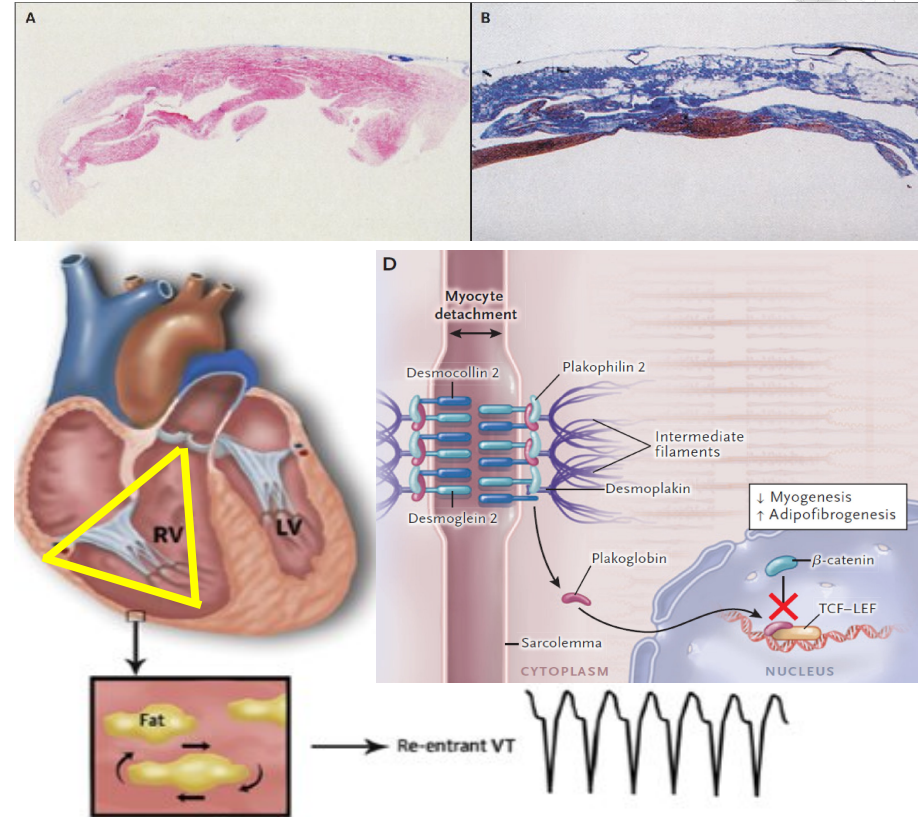 A
B
D
Myocyte
detachment
Desmocollin 2
Plakophilin 2
Intermediate
filaments
Desmoplakin
Desmoglein 2
↓ Myogenesis
↑ Adipofibrogenesis
Plakoglobin
β-catenin
TCF–LEF
Sarcolemma
CYTOPLASM
NUCLEUS
RV
LV
Fat
Re-entrant VT